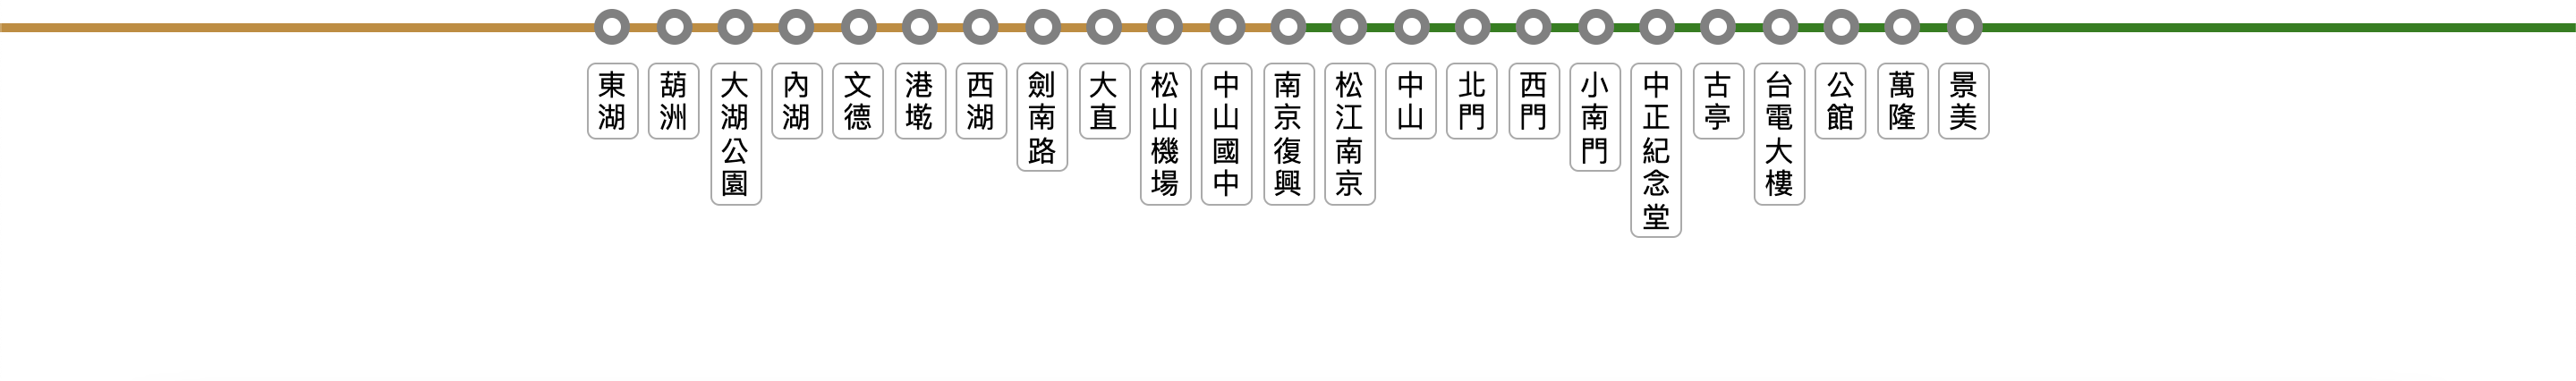 東湖
葫洲
大湖公園
內湖
文德
港墘
西湖
劍南路
大直
松山機場
中山國中
南京復興
松江南京
中山
北門
西門
小南門
中正紀念堂
古亭
台電大樓
公館
萬隆
景美